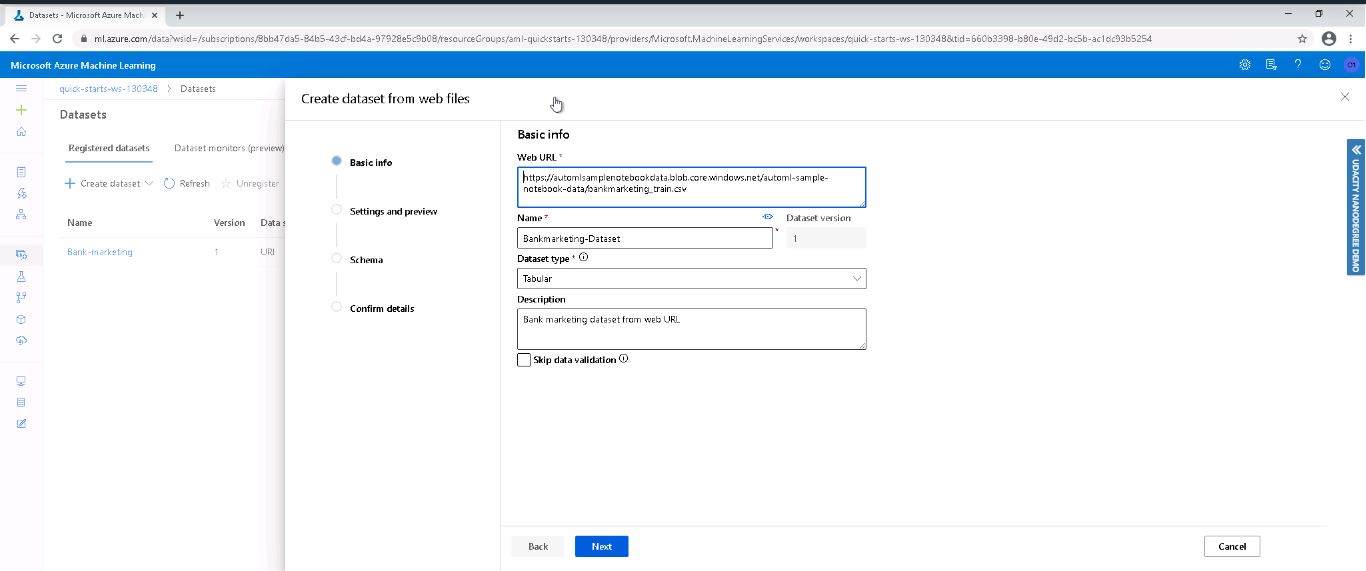 Datasets - Microsoft Azure Mach
ml.azure.com/data?wsid=/subscriptions/8bb47da5-84b5-43cf-bd4a-97928e5c9b08/resourceGroups/aml-quickstarts-130348/providers/Microsoft.MachineLearningServices/workspaces/quick-starts-ws-130348&tid=660b3398-b80e-49d2-bc5b-ac1dc93b5254
Microsoft Azure Machine Learning
01
quick-starts-ws-130348 > Datasets
Datasets
Registered datasets Dataset monitors (preview)
Create dataset Refresh Unregister
Name Version Data s
Bank-marketing 1 URI
Create dataset from web files
Basic info
Settings and preview
Schema
Confirm details
Basic info
Web URL *
https://automlsamplenotebookdata.blob.core.windows.net/automl-sample-
notebook-data/bankmarketing_train.csv
Name * Dataset version
Bankmarketing-Dataset * 1
Dataset type *
Tabular
Description
Bank marketing dataset from web URL
Skip data validation
Back Next Cancel
UDACITY NANODEGREE DEMO